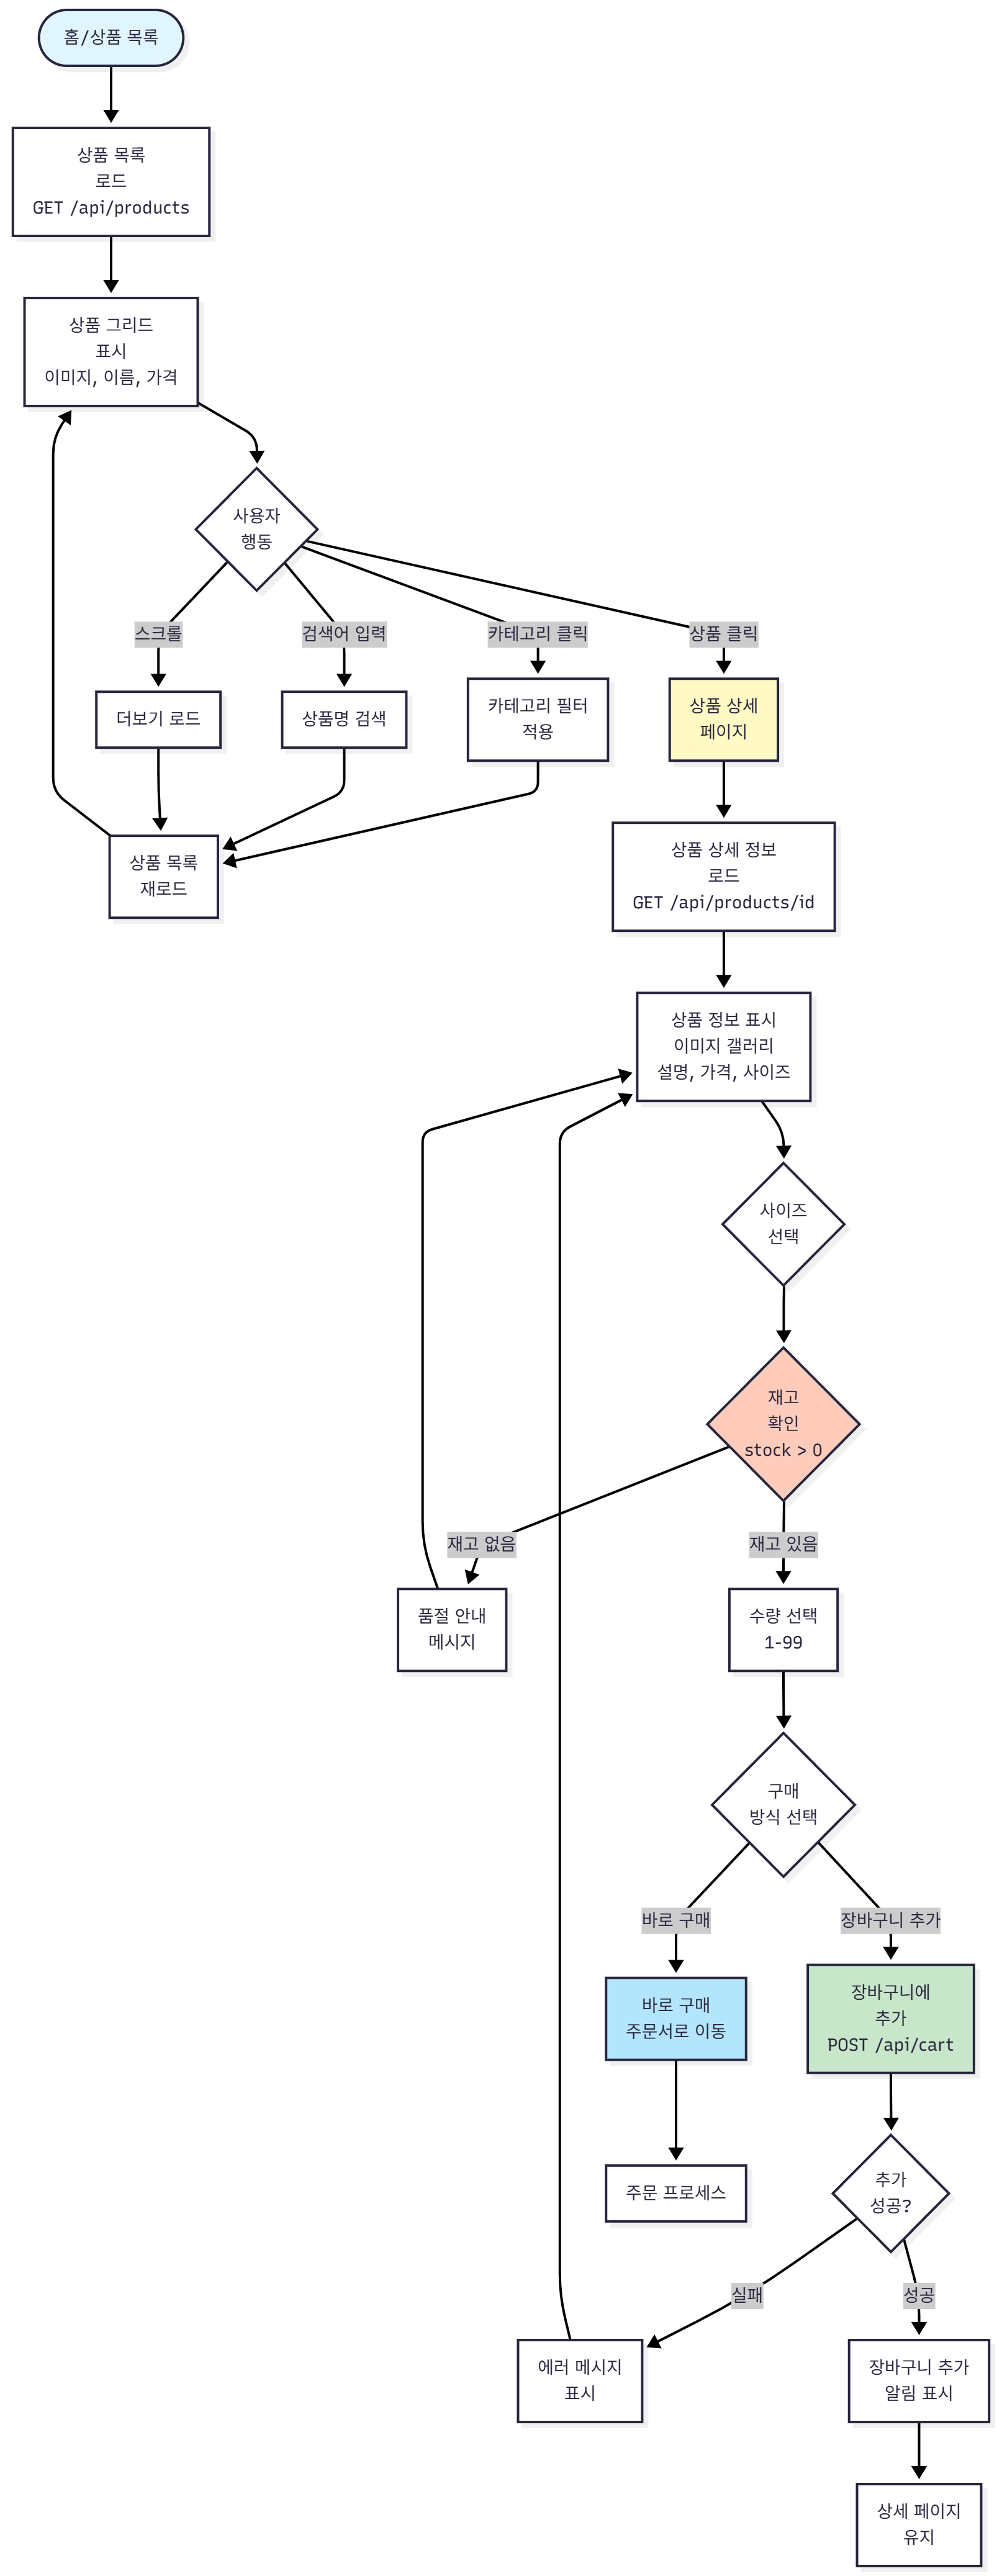 홈/상품 목록
상품 목록
로드
GET /api/products
상품 그리드
표시
이미지, 이름, 가격
사용자
행동
스크롤
검색어 입력
카테고리 클릭
상품 클릭
더보기 로드
상품명 검색
카테고리 필터
적용
상품 상세
페이지
상품 목록
재로드
상품 상세 정보
로드
GET /api/products/id
상품 정보 표시
이미지 갤러리
설명, 가격, 사이즈
사이즈
선택
재고
확인
stock > 0
재고 없음
재고 있음
품절 안내
메시지
수량 선택
1-99
구매
방식 선택
바로 구매
장바구니 추가
바로 구매
주문서로 이동
장바구니에
추가
POST /api/cart
주문 프로세스
추가
성공?
실패
성공
에러 메시지
표시
장바구니 추가
알림 표시
상세 페이지
유지